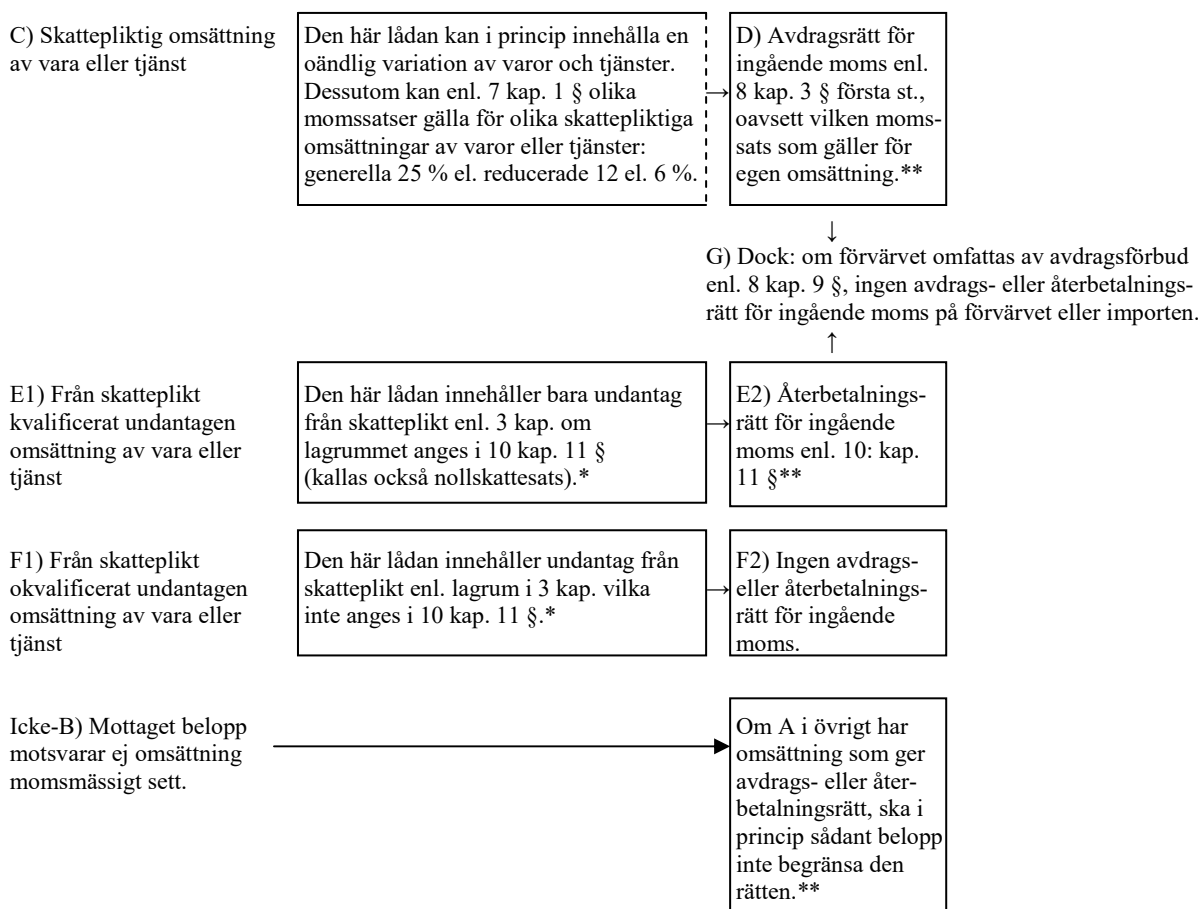 C) Skattepliktig omsättning
av vara eller tjänst
Den här lådan kan i princip innehålla en
oändlig variation av varor och tjänster.
Dessutom kan enl. 7 kap. 1 § olika
momssatser gälla för olika skattepliktiga
omsättningar av varor eller tjänster:
generella 25 % el. reducerade 12 el. 6 %.
→
D) Avdragsrätt för
ingående moms enl.
8 kap. 3 § första st.,
oavsett vilken moms-
sats som gäller för
egen omsättning.**
↓
G) Dock: om förvärvet omfattas av avdragsförbud
enl. 8 kap. 9 §, ingen avdrags- eller återbetalnings-
rätt för ingående moms på förvärvet eller importen.
↑
E1) Från skatteplikt
kvalificerat undantagen
omsättning av vara eller
tjänst
Den här lådan innehåller bara undantag
från skatteplikt enl. 3 kap. om
lagrummet anges i 10 kap. 11 §
(kallas också nollskattesats).*
→
E2) Återbetalnings-
rätt för ingående
moms enl. 10: kap.
11 §**
F1) Från skatteplikt
okvalificerat undantagen
omsättning av vara eller
tjänst
Den här lådan innehåller undantag från
skatteplikt enl. lagrum i 3 kap. vilka
inte anges i 10 kap. 11 §.*
→
F2) Ingen avdrags-
eller återbetalnings-
rätt för ingående
moms.
Icke-B) Mottaget belopp
motsvarar ej omsättning
momsmässigt sett.
Om A i övrigt har
omsättning som ger
avdrags- eller åter-
betalningsrätt, ska i
princip sådant belopp
inte begränsa den
rätten.**